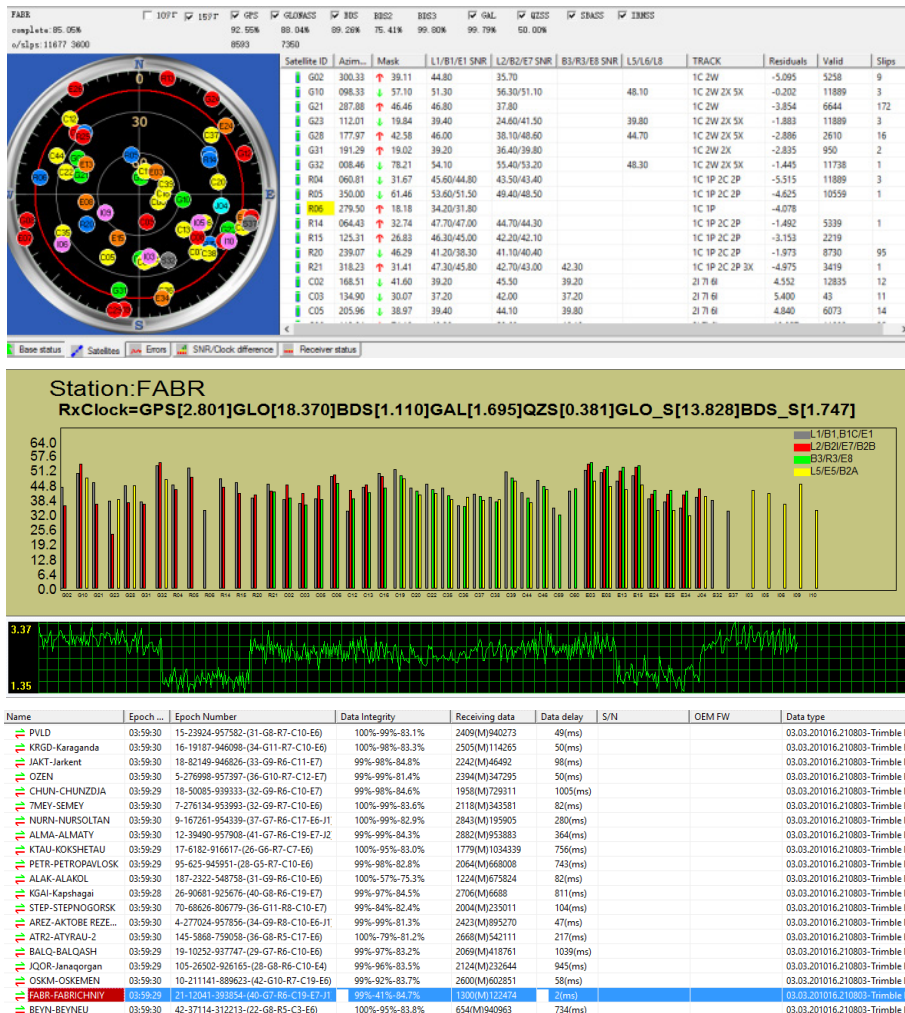 FABR 10° 15° GPS GLONASS BDS BDS2 BDS3 GAL QZSS SBASS IRNSS
complete:85.05% 92.55% 88.04% 89.26% 75.41% 99.80% 99.79% 50.00%
o/slps:11677 3600 8593 7350
Satellite ID Azim... Mask L1/B1/E1 SNR L2/B2/E7 SNR B3/R3/E8 SNR L5/L6/L8 TRACK Residuals Valid Slips
G02 300.33 39.11 44.80 35.70 1C 2W -5.095 5258 9
G10 098.33 57.10 51.30 56.30/51.10 48.10 1C 2W 2X 5X -0.202 11889 3
G21 287.88 46.46 46.80 37.80 1C 2W -3.854 6644 172
G23 112.01 19.84 39.40 24.60/41.50 39.80 1C 2W 2X 5X -1.883 11889 3
G28 177.97 42.58 46.00 38.10/48.60 44.70 1C 2W 2X 5X -2.886 2610 16
G31 191.29 19.02 39.20 36.40/39.80 1C 2W 2X -2.835 950 2
G32 008.46 78.21 54.10 55.40/53.20 48.30 1C 2W 2X 5X -1.445 11738 1
R04 060.81 31.67 45.60/44.80 43.50/43.40 1C 1P 2C 2P -5.515 11889 3
R05 350.00 61.46 53.60/51.50 49.40/48.50 1C 1P 2C 2P -4.625 10559 1
R06 279.50 18.18 34.20/31.80 1C 1P -4.078
R14 064.43 32.74 47.70/47.00 44.70/44.30 1C 1P 2C 2P -1.492 5339 1
R15 125.31 26.83 46.30/45.00 42.20/42.10 1C 1P 2C 2P -3.153 2219
R20 239.07 46.29 41.20/38.30 41.10/40.40 1C 1P 2C 2P -1.973 8730 95
R21 318.23 31.41 47.30/45.80 42.70/43.00 42.30 1C 1P 2C 2P 3X -4.975 3419 1
C02 168.51 41.60 39.20 45.50 39.20 2I 7I 6I 4.552 12835 12
C03 134.90 30.07 37.20 42.00 37.20 2I 7I 6I 5.400 43 11
C05 205.96 38.97 39.40 44.10 39.80 2I 7I 6I 4.840 6073 14
N
0
30
E
S
Base status Satellites Errors SNR/Clock difference Receiver status
Station:FABR
RxClock=GPS[2.801]GLO[18.370]BDS[1.110]GAL[1.695]QZS[0.381]GLO_S[13.828]BDS_S[1.747]
L1/B1,B1C/E1
L2/B2I/E7/B2B
B3/R3/E8
L5/E5/B2A
64.0
57.6
51.2
44.8
38.4
32.0
25.6
19.2
12.8
6.4
0.0
G02 G10 G21 G23 G28 G31 G32 R04 R05 R06 R14 R15 R20 R21 C02 C03 C05
3.37
1.35
Name Epoch ... Epoch Number Data Integrity Receiving data Data delay S/N OEM FW Data type
PVLD 03:59:30 15-23924-957582-(31-G8-R7-C10-E6) 100%-99%-83.1% 2409(M)940273 49(ms) 03.03.201016.210803-Trimble
KRGD-Karaganda 03:59:30 16-19187-946098-(34-G11-R7-C10-E6) 100%-98%-83.3% 2505(M)114265 50(ms) 03.03.201016.210803-Trimble
JAKT-Jarkent 03:59:30 18-82149-946826-(33-G9-R6-C11-E7) 99%-98%-84.8% 2242(M)46492 98(ms) 03.03.201016.210803-Trimble
OZEN 03:59:30 5-276998-957397-(36-G10-R7-C12-E7) 99%-99%-81.4% 2394(M)347295 50(ms) 03.03.201016.210803-Trimble
CHUN-CHUNZDJA 03:59:29 18-50085-939333-(32-G9-R6-C10-E7) 99%-98%-84.6% 1958(M)729311 1005(ms) 03.03.201016.210803-Trimble
7MEY-SEMEY 03:59:30 7-276134-953993-(32-G9-R7-C10-E6) 100%-99%-83.6% 2118(M)343581 82(ms) 03.03.201016.210803-Trimble
NURN-NURSOLTAN 03:59:30 9-167261-954339-(37-G7-R6-C17-E6-J1 100%-99%-82.9% 2843(M)195905 280(ms) 03.03.201016.210803-Trimble
ALMA-ALMATY 03:59:30 12-39490-957908-(41-G7-R6-C19-E7-J2 99%-99%-84.3% 2882(M)953883 364(ms) 03.03.201016.210803-Trimble
KTAU-KOKSHETAU 03:59:29 17-6182-916617-(26-G6-R7-C7-E6) 100%-95%-83.0% 1779(M)1034339 756(ms) 03.03.201016.210803-Trimble
PETR-PETROPAVLOSK 03:59:29 95-625-945951-(28-G5-R7-C10-E6) 99%-98%-82.8% 2064(M)668008 743(ms) 03.03.201016.210803-Trimble
ALAK-ALAKOL 03:59:30 187-2322-548758-(31-G9-R6-C10-E6) 100%-57%-75.3% 1224(M)675824 82(ms) 03.03.201016.210803-Trimble
KGAI-Kapshagai 03:59:28 26-90681-925676-(40-G8-R6-C19-E7) 99%-97%-84.5% 2706(M)6688 811(ms) 03.03.201016.210803-Trimble
STEP-STEPNOGORSK 03:59:30 70-68626-806779-(36-G11-R8-C10-E7) 99%-84%-82.4% 2004(M)235011 104(ms) 03.03.201016.210803-Trimble
AREZ-AKTOBE REZE... 03:59:30 4-277024-957856-(34-G9-R8-C10-E6-J1 99%-99%-81.3% 2423(M)895270 47(ms) 03.03.201016.210803-Trimble
ATR2-ATYRAU-2 03:59:30 145-5868-759058-(36-G8-R5-C17-E6) 100%-79%-81.2% 2668(M)542111 217(ms) 03.03.201016.210803-Trimble
BALQ-BALQASH 03:59:29 19-10252-937747-(29-G7-R6-C10-E6) 99%-97%-83.2% 2069(M)418761 1039(ms) 03.03.201016.210803-Trimble
JQOR-Janaqorgan 03:59:29 105-26502-926165-(28-G8-R6-C10-E4) 99%-96%-83.5% 2124(M)232644 945(ms) 03.03.201016.210803-Trimble
OSKM-OSKEMEN 03:59:30 10-211141-889623-(42-G10-R7-C19-E6) 99%-92%-83.7% 2600(M)602851 58(ms) 03.03.201016.210803-Trimble
FABR-FABRICHNIY 03:59:29 21-12041-393854-(40-G7-R6-C19-E7-J1 99%-41%-84.7% 1300(M)122474 2(ms) 03.03.201016.210803-Trimble
BEYN-BEYNEU 03:59:30 42-37114-312213-(22-G8-R5-C3-E6) 100%-95%-83.8% 654(M)940963 734(ms) 03.03.201016.210803-Trimble